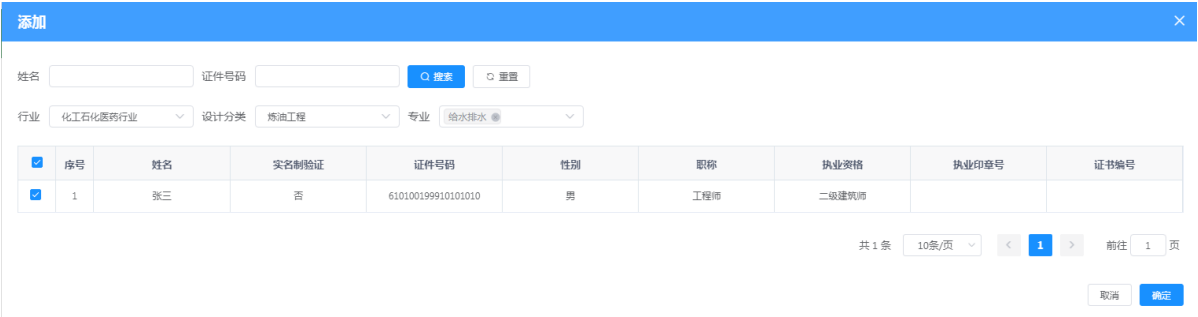 添加
姓名 证件号码 搜索 重置
行业 化工石化医药行业 设计分类 炼油工程 专业 给水排水
序号 姓名 实名制验证 证件号码 性别 职称 执业资格 执业印章号 证书编号
1 张三 否 610100199910101010 男 工程师 二级建筑师
共 1 条 10条/页 1 前往 1 页
取消 确定